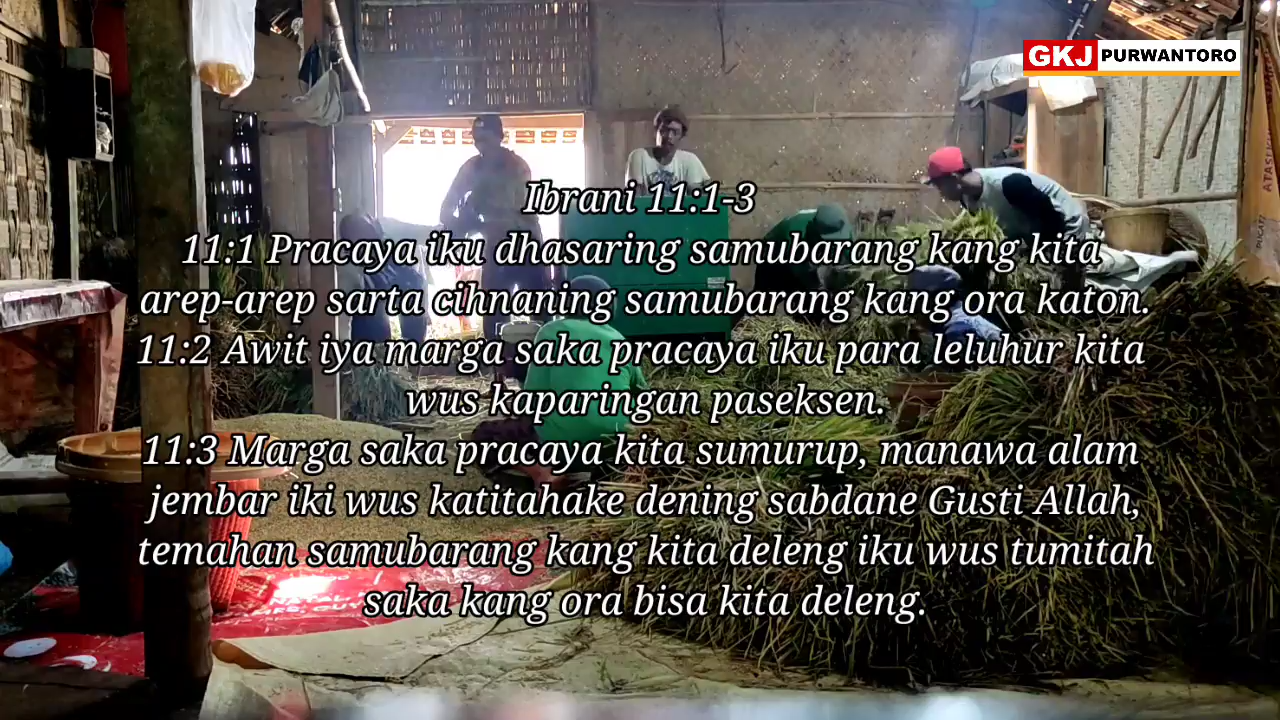 GKJ PURWANTORO
Ibrani 11:1-3
11:1 Pracaya iku dhasaring samubarang kang kita
arep-arep sarta cihnaning samubarang kang ora katon.
11:2 Awit iya marga saka pracaya iku para leluhur kita
wus kaparingan paseksen.
11:3 Marga saka pracaya kita sumurup, manawa alam
jembar iki wus katitahake dening sabdane Gusti Allah,
temahan samubarang kang kita deleng iku wus tumitah
saka kang ora bisa kita deleng.